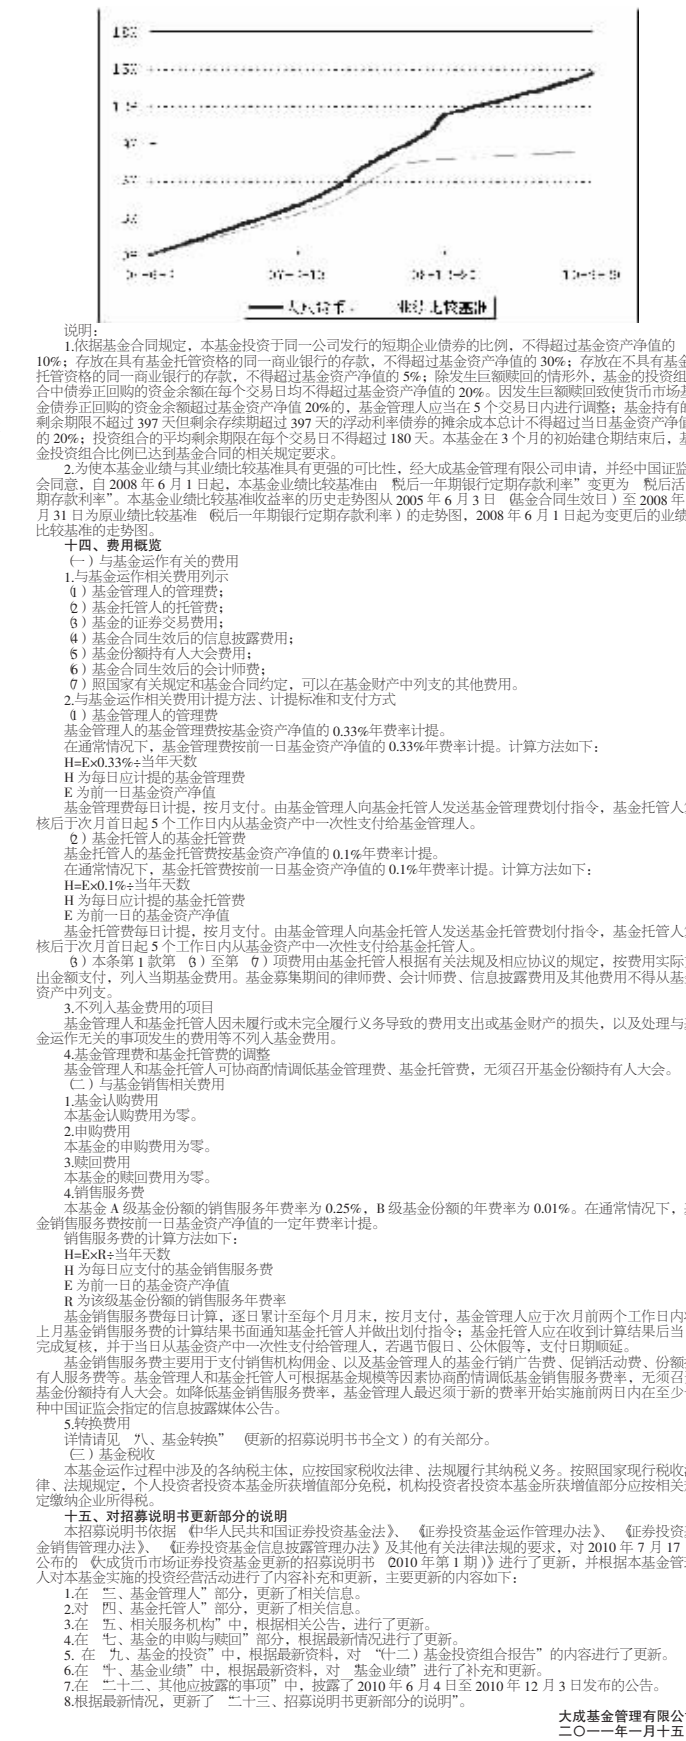 18%
15%
12%
9%
6%
3%
0%
说明：
1.依据基金合同规定，本基金投资于同一公司发行的短期企业债券的比例，不得超过基金资产净值的
10%；存放在具有基金托管资格的同一商业银行的存款，不得超过基金资产净值的 30%；存放在不具有基金
托管资格的同一商业银行的存款，不得超过基金资产净值的 5%；除发生巨额赎回的情形外，基金的投资组
合中债券正回购的资金余额在每个交易日均不得超过基金资产净值的 20%。因发生巨额赎回致使货币市场基
金债券正回购的资金余额超过基金资产净值 20%的，基金管理人应当在 5 个交易日内进行调整；基金持有的
剩余期限不超过 397 天但剩余存续期超过 397 天的浮动利率债券的摊余成本总计不得超过当日基金资产净值
的 20%；投资组合的平均剩余期限在每个交易日不得超过 180 天。本基金在 3 个月的初始建仓期结束后，基
金投资组合比例已达到基金合同的相关规定要求。
2.为使本基金业绩与其业绩比较基准具有更强的可比性，经大成基金管理有限公司申请，并经中国证监
会同意，自 2008 年 6 月 1 日起，本基金业绩比较基准由“税后一年期银行定期存款利率”变更为“税后活
期存款利率”。本基金业绩比较基准收益率的历史走势图从 2005 年 6 月 3 日（基金合同生效日）至 2008 年
月 31 日为原业绩比较基准（税后一年期银行定期存款利率）的走势图，2008 年 6 月 1 日起为变更后的业绩
比较基准的走势图。
十四、费用概览
（一）与基金运作有关的费用
1.与基金运作相关费用列示
（1）基金管理人的管理费；
（2）基金托管人的托管费；
（3）基金的证券交易费用；
（4）基金合同生效后的信息披露费用；
（5）基金份额持有人大会费用；
（6）基金合同生效后的会计师费；
（7）照国家有关规定和基金合同约定，可以在基金财产中列支的其他费用。
2.与基金运作相关费用计提方法、计提标准和支付方式
（1）基金管理人的管理费
基金管理人的基金管理费按基金资产净值的 0.33%年费率计提。
在通常情况下，基金管理费按前一日基金资产净值的 0.33%年费率计提。计算方法如下：
H=E×0.33%÷当年天数
H 为每日应计提的基金管理费
E 为前一日基金资产净值
基金管理费每日计提，按月支付。由基金管理人向基金托管人发送基金管理费划付指令，基金托管人
核后于次月首日起 5 个工作日内从基金资产中一次性支付给基金管理人。
（2）基金托管人的基金托管费
基金托管人的基金托管费按基金资产净值的 0.1%年费率计提。
在通常情况下，基金托管费按前一日基金资产净值的 0.1%年费率计提。计算方法如下：
H=E×0.1%÷当年天数
H 为每日应计提的基金托管费
E 为前一日的基金资产净值
基金托管费每日计提，按月支付。由基金管理人向基金托管人发送基金托管费划付指令，基金托管人
核后于次月首日起 5 个工作日内从基金资产中一次性支付给基金托管人。
（3）本条第 1 款第（3）至第（7）项费用由基金托管人根据有关法规及相应协议的规定，按费用实际
出金额支付，列入当期基金费用。基金募集期间的律师费、会计师费、信息披露费用及其他费用不得从基金
资产中列支。
3.不列入基金费用的项目
基金管理人和基金托管人因未履行或未完全履行义务导致的费用支出或基金财产的损失，以及处理与基
金运作无关的事项发生的费用等不列入基金费用。
4.基金管理费和基金托管费的调整
基金管理人和基金托管人可协商酌情调低基金管理费、基金托管费，无须召开基金份额持有人大会。
（二）与基金销售相关费用
1.基金认购费用
本基金认购费用为零。
2.申购费用
本基金的申购费用为零。
3.赎回费用
本基金的赎回费用为零。
4.销售服务费
本基金 A 级基金份额的销售服务年费率为 0.25%，B 级基金份额的年费率为 0.01%。在通常情况下，基
金销售服务费按前一日基金资产净值的一定年费率计提。
销售服务费的计算方法如下：
H=E×R÷当年天数
H 为每日应支付的基金销售服务费
E 为前一日的基金资产净值
R 为该级基金份额的销售服务年费率
基金销售服务费每日计算，逐日累计至每个月月末，按月支付，基金管理人应于次月前两个工作日内
上月基金销售服务费的计算结果书面通知基金托管人并做出划付指令；基金托管人应在收到计算结果后当
完成复核，并于当日从基金资产中一次性支付给管理人，若遇节假日、公休假等，支付日期顺延。
基金销售服务费主要用于支付销售机构佣金、以及基金管理人的基金行销广告费、促销活动费、份额
有人服务费等。基金管理人和基金托管人可根据基金规模等因素协商酌情调低基金销售服务费率，无须召
基金份额持有人大会。如降低基金销售服务费率，基金管理人最迟须于新的费率开始实施前两日内在至少
种中国证监会指定的信息披露媒体公告。
5.转换费用
详情请见“八、基金转换”（更新的招募说明书书全文）的有关部分。
（三）基金税收
本基金运作过程中涉及的各纳税主体，应按国家税收法律、法规履行其纳税义务。按照国家现行税收
律、法规规定，个人投资者投资本基金所获增值部分免税，机构投资者投资本基金所获增值部分应按相关
定缴纳企业所得税。
十五、对招募说明书更新部分的说明
本招募说明书依据《中华人民共和国证券投资基金法》、《证券投资基金运作管理办法》、《证券投资基
金销售管理办法》、《证券投资基金信息披露管理办法》及其他有关法律法规的要求，对 2010 年 7 月 17
公布的《大成货币市场证券投资基金更新的招募说明书（2010 年第 1 期）》进行了更新，并根据本基金管理
人对本基金实施的投资经营活动进行了内容补充和更新，主要更新的内容如下：
1.在“三、基金管理人”部分，更新了相关信息。
2.对“四、基金托管人”部分，更新了相关信息。
3.在“五、相关服务机构”中，根据相关公告，进行了更新。
4.在“七、基金的申购与赎回”部分，根据最新情况进行了更新。
5. 在“九、基金的投资”中，根据最新资料，对“（十二）基金投资组合报告”的内容进行了更新。
6.在“十、基金业绩”中，根据最新资料，对“基金业绩”进行了补充和更新。
7.在“二十二、其他应披露的事项”中，披露了 2010 年 6 月 4 日至 2010 年 12 月 3 日发布的公告。
8.根据最新情况，更新了“二十三、招募说明书更新部分的说明”。
大成基金管理有限公
二〇一一年一月十五